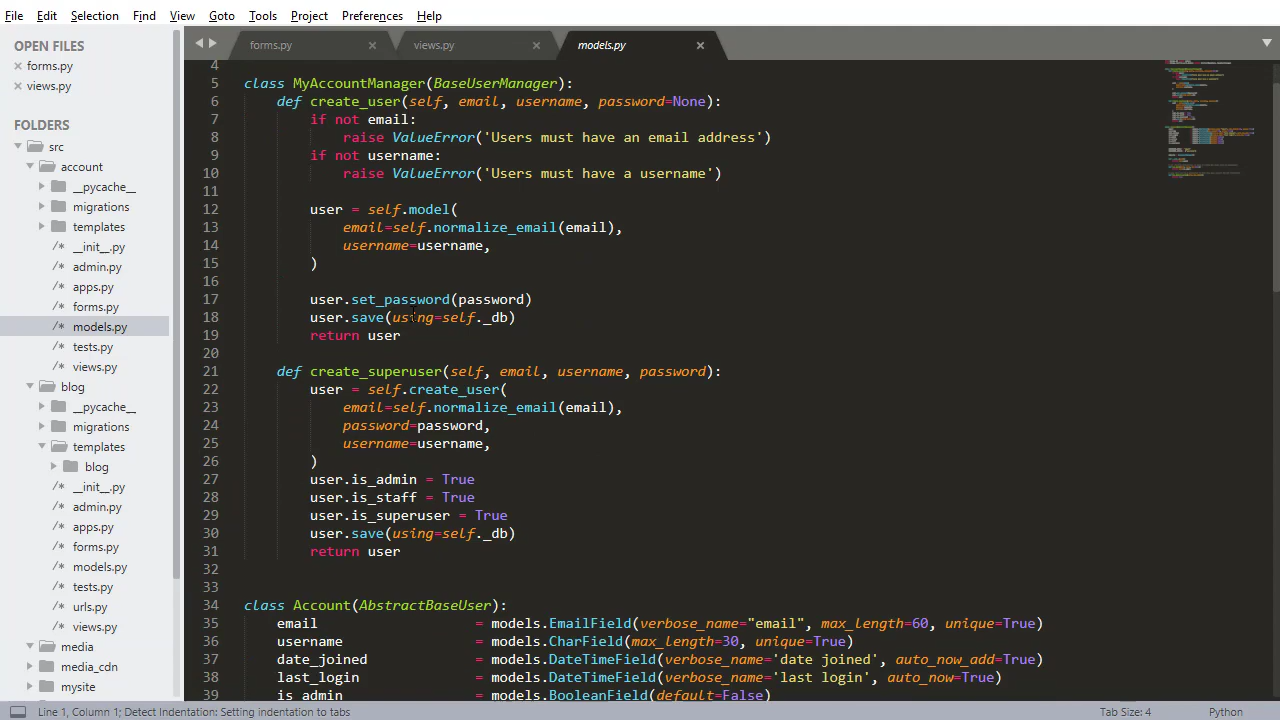 File Edit Selection Find View Goto Tools Project Preferences Help
OPEN FILES
forms.py
views.py
FOLDERS
src
account
__pycache__
migrations
templates
__init__.py
admin.py
apps.py
forms.py
models.py
tests.py
views.py
blog
__pycache__
migrations
templates
blog
__init__.py
admin.py
apps.py
forms.py
models.py
tests.py
urls.py
views.py
media
media_cdn
mysite
forms.py views.py models.py
4
5 class MyAccountManager(BaseUserManager):
6 def create_user(self, email, username, password=None):
7 if not email:
8 raise ValueError('Users must have an email address')
9 if not username:
10 raise ValueError('Users must have a username')
11
12 user = self.model(
13 email=self.normalize_email(email),
14 username=username,
15 )
16
17 user.set_password(password)
18 user.save(using=self._db)
19 return user
20
21 def create_superuser(self, email, username, password):
22 user = self.create_user(
23 email=self.normalize_email(email),
24 password=password,
25 username=username,
26 )
27 user.is_admin = True
28 user.is_staff = True
29 user.is_superuser = True
30 user.save(using=self._db)
31 return user
32
33
34 class Account(AbstractBaseUser):
35 email = models.EmailField(verbose_name="email", max_length=60, unique=True)
36 username = models.CharField(max_length=30, unique=True)
37 date_joined = models.DateTimeField(verbose_name='date joined', auto_now_add=True)
38 last_login = models.DateTimeField(verbose_name='last login', auto_now=True)
39 is_admin = models.BooleanField(default=False)
Line 1, Column 1; Detect Indentation: Setting indentation to tabs Tab Size: 4 Python